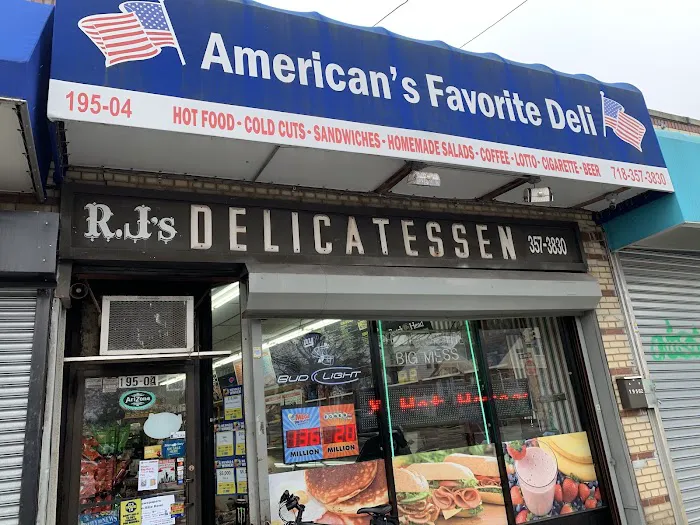 American's Favorite Deli
195-04 HOT FOOD - COLD CUTS - SANDWICHES - HOMEMADE SALADS - COFFEE - LOTTO - CIGARETTE - BEER 718-357-3830
R.J's DELICATESSEN 357-3830
195-04
AriZona
BUD LIGHT
BIG MESS
MILLION
MILLION